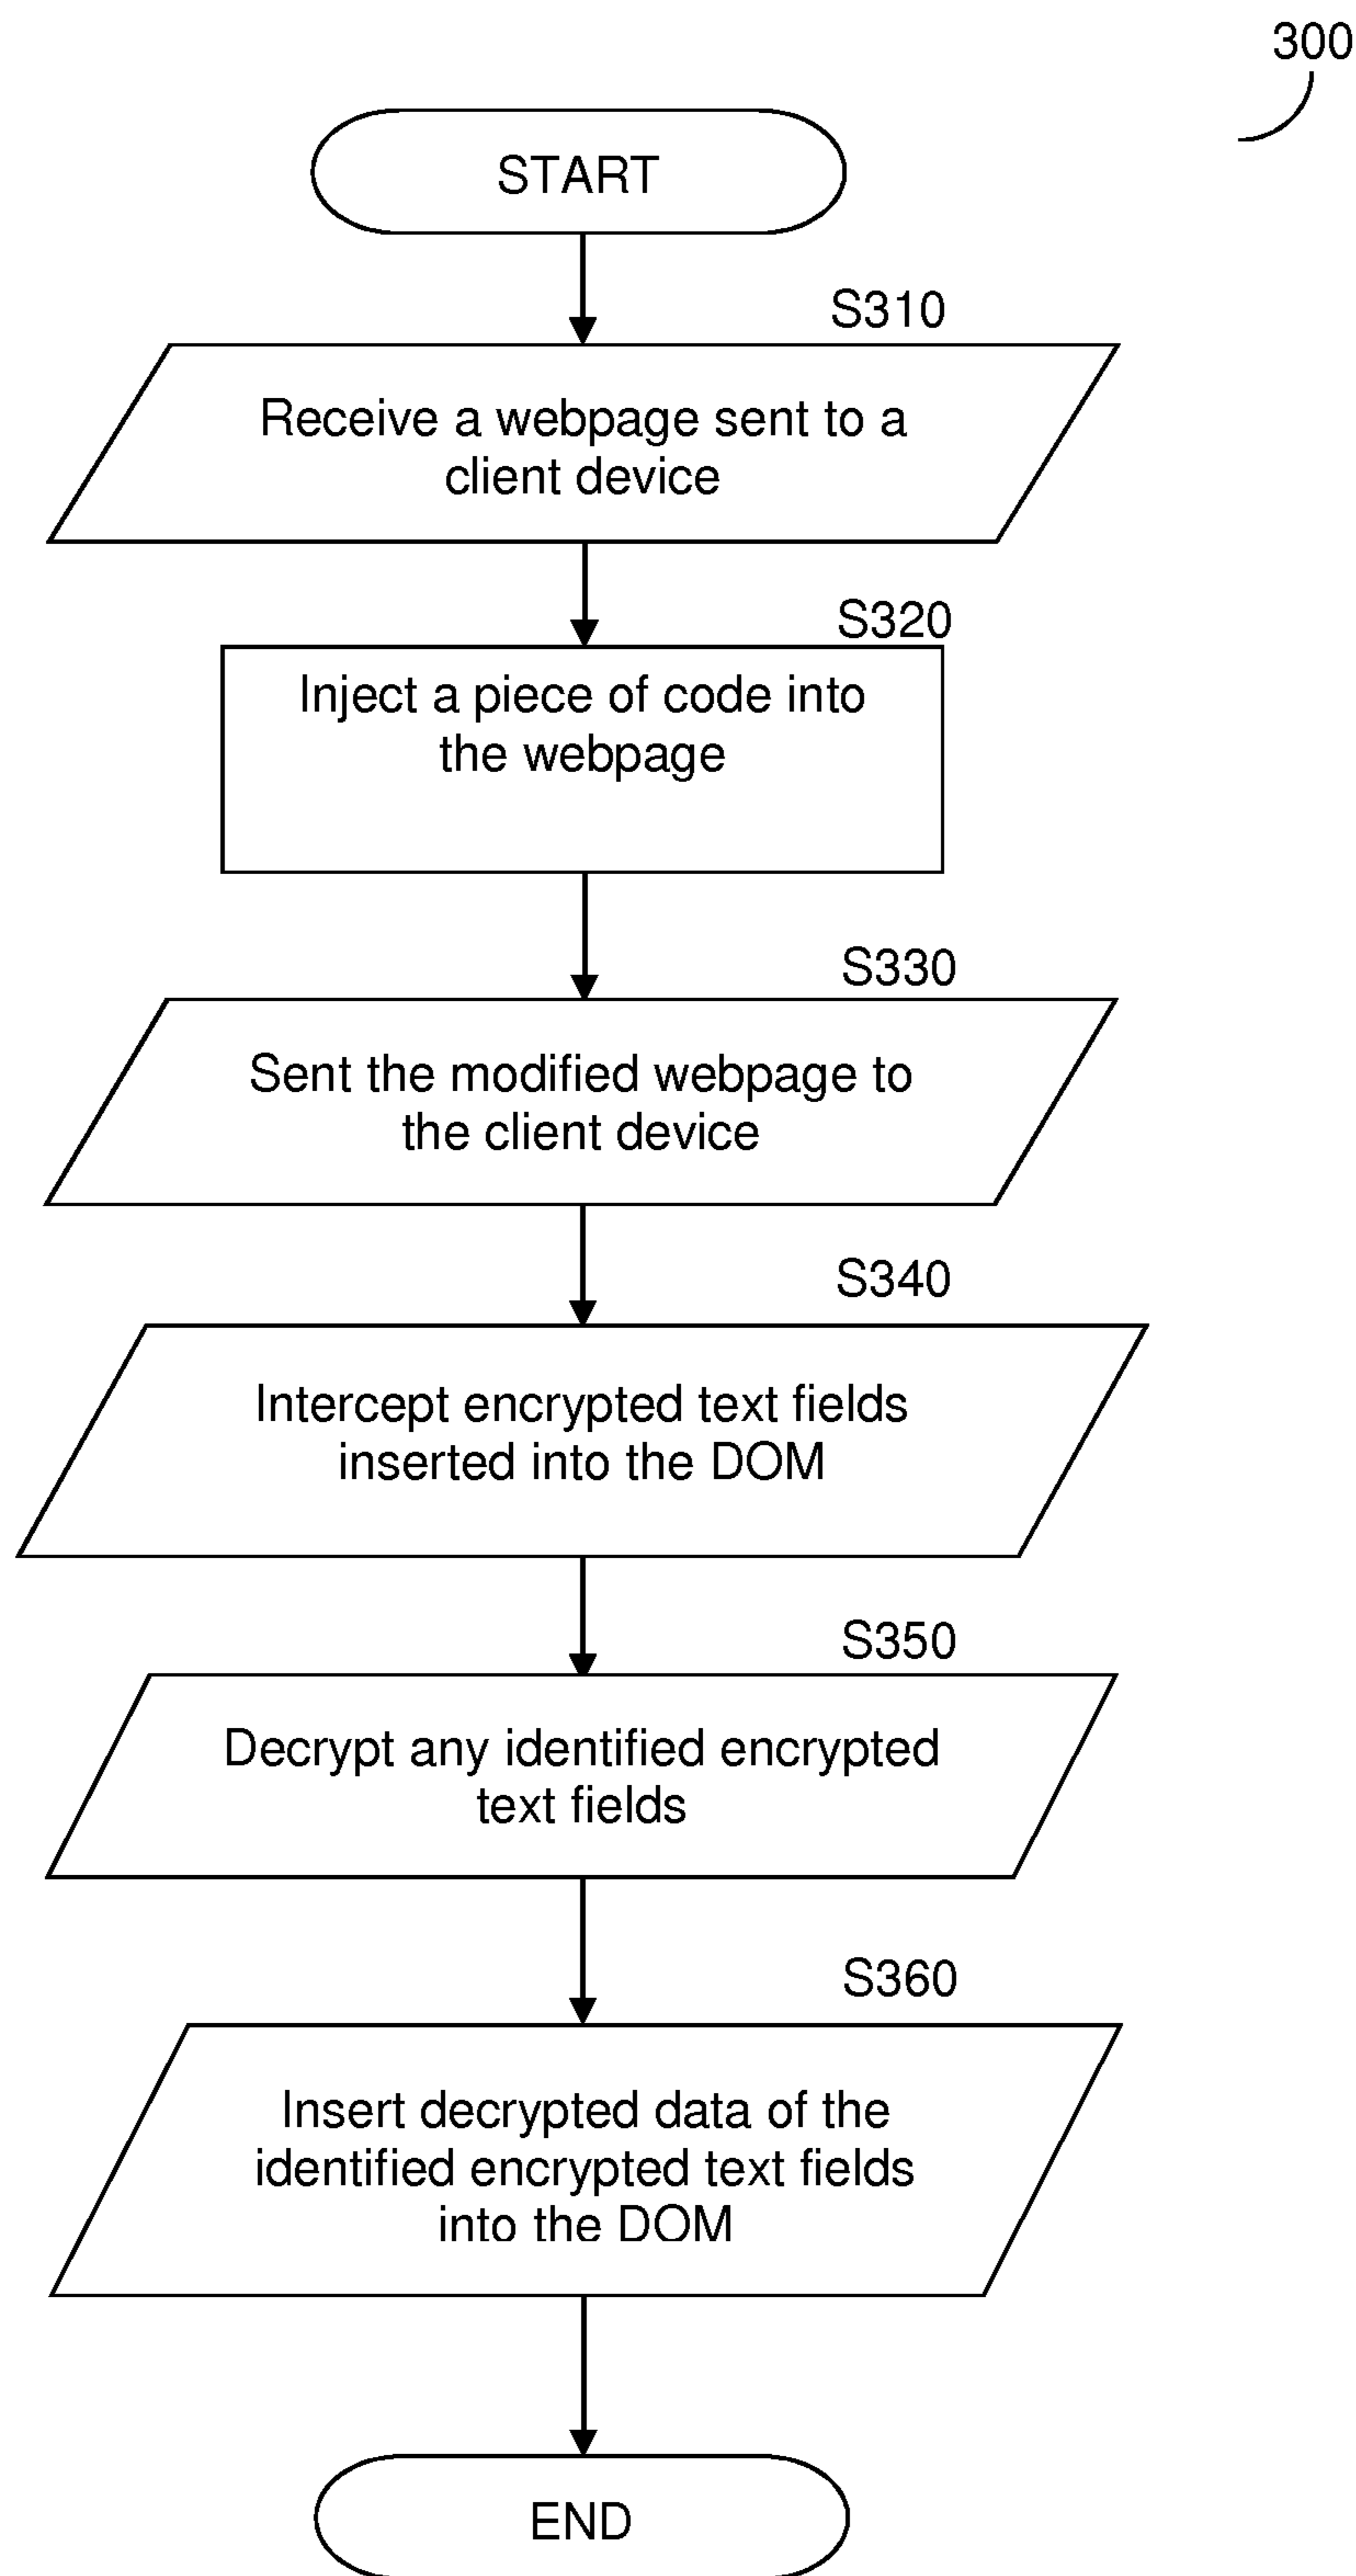 300
START
S310
Receive a webpage sent to a
client device
S320
Inject a piece of code into
the webpage
S330
Sent the modified webpage to
the client device
S340
Intercept encrypted text fields
inserted into the DOM
S350
Decrypt any identified encrypted
text fields
S360
Insert decrypted data of the
identified encrypted text fields
into the DOM
END